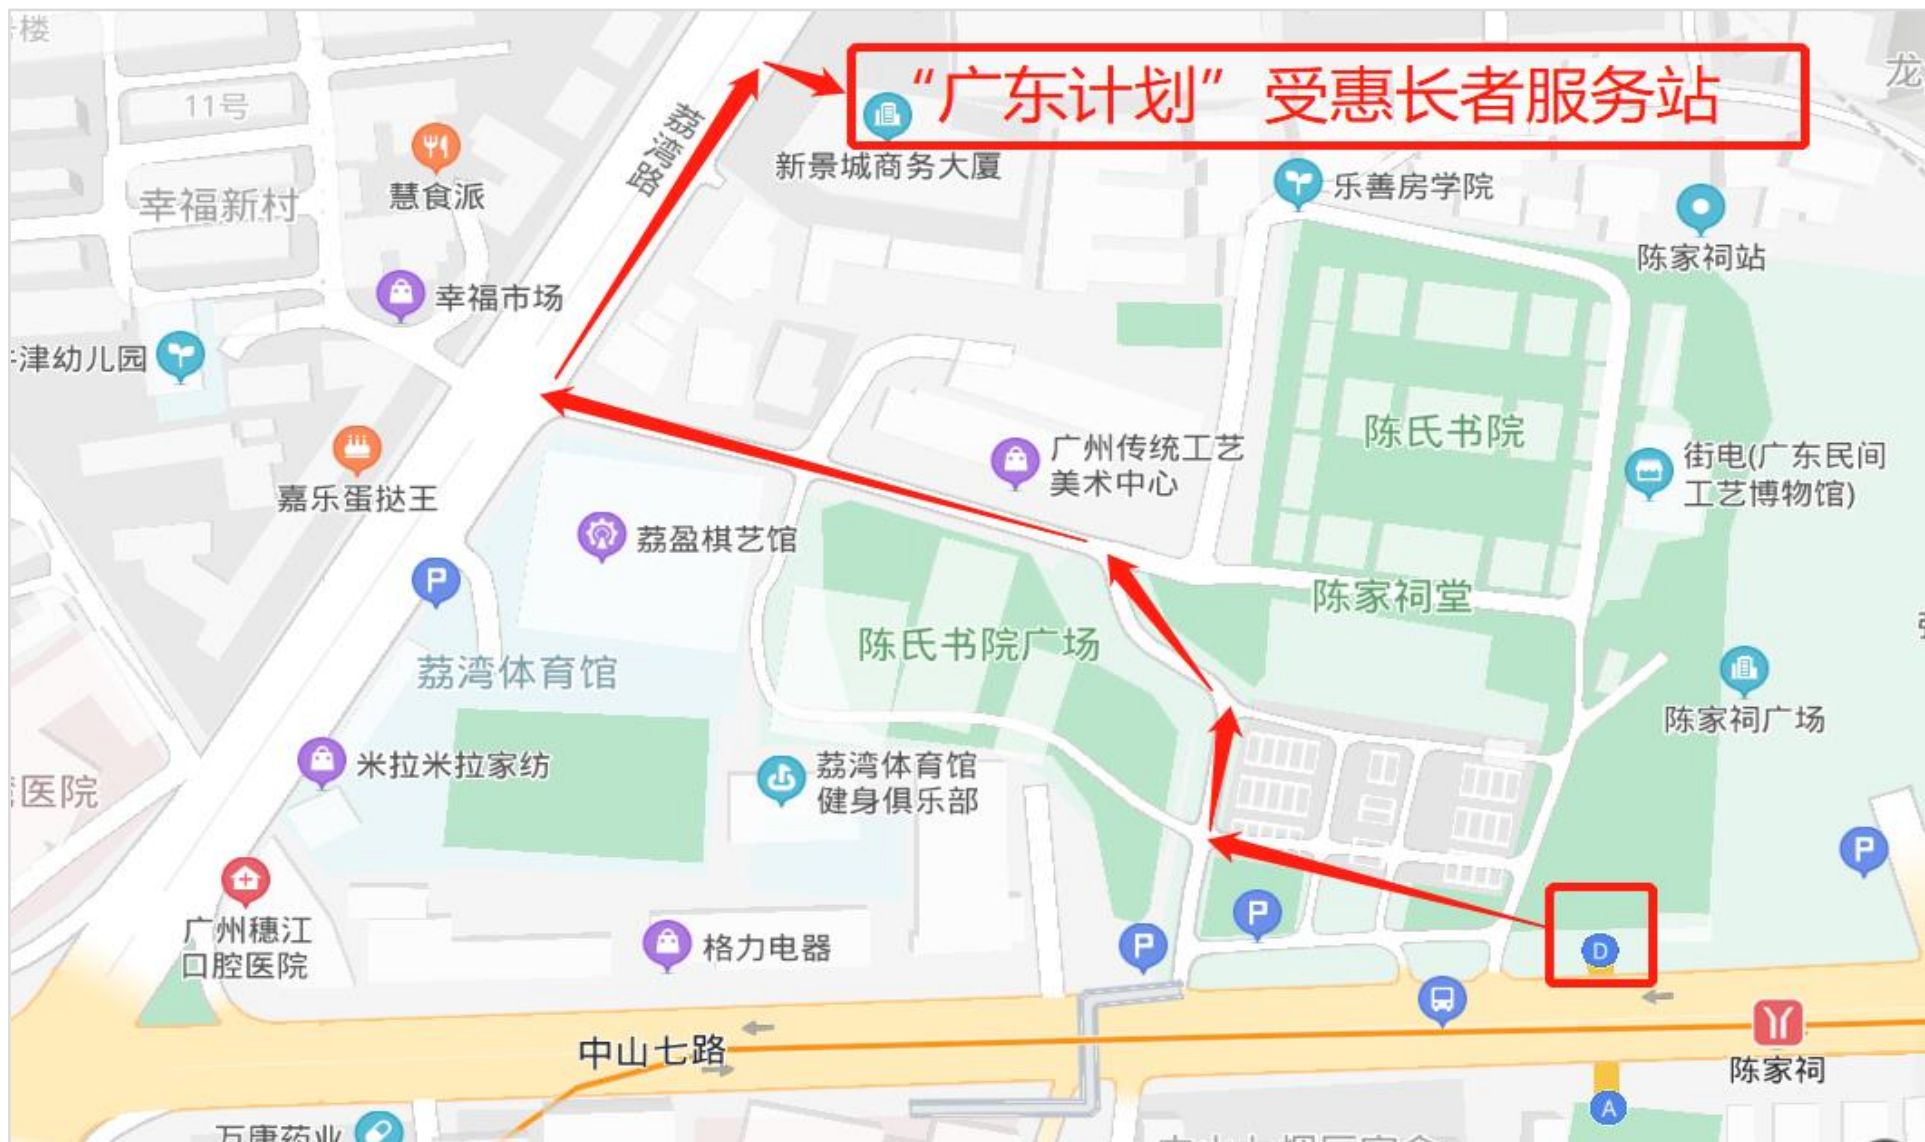 楼
11号
荔湾路
“广东计划”受惠长者服务站
龙
慧食派
新景城商务大厦
乐善房学院
幸福新村
陈家祠站
幸福市场
津幼儿园
广州传统工艺
美术中心
陈氏书院
街电(广东民间
工艺博物馆)
嘉乐蛋挞王
荔盈棋艺馆
P
陈家祠堂
陈氏书院广场
荔湾体育馆
陈家祠广场
米拉米拉家纺
荔湾体育馆
健身俱乐部
医院
P
广州穗江
口腔医院
格力电器
P
P
D
中山七路
陈家祠
A
万康药业